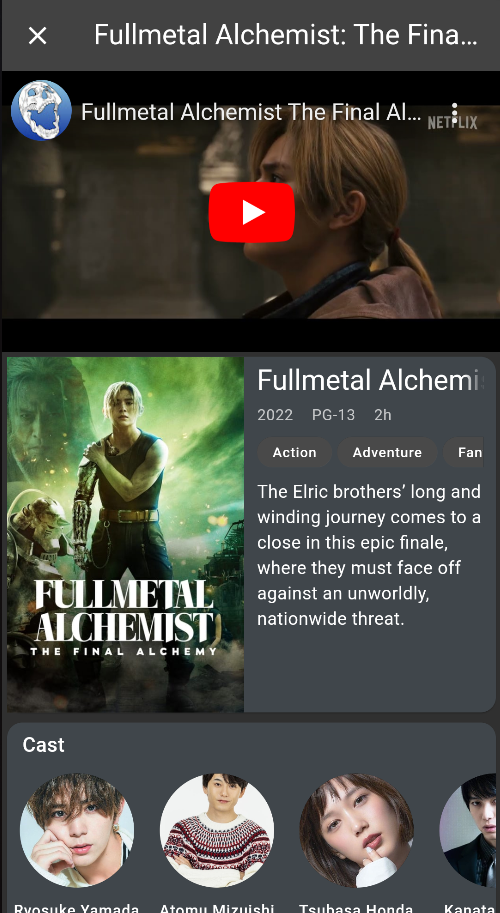 Fullmetal Alchemist: The Fina...
Fullmetal Alchemist The Final Al...
NETFLIX
Fullmetal Alchemis
2022 PG-13 2h
Action Adventure Fan
The Elric brothers’ long and
winding journey comes to a
close in this epic finale,
where they must face off
against an unworldly,
nationwide threat.
FULLMETAL
ALCHEMIST
THE FINAL ALCHEMY
Cast
Ryosuke Yamada Atomu Mizuishi Tsubasa Honda Kanata